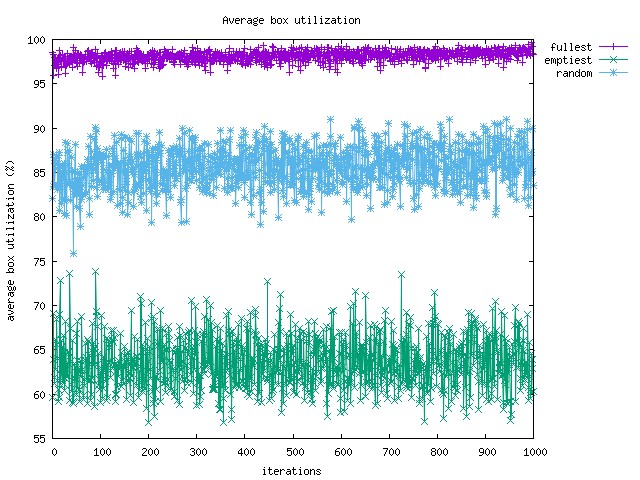 Average box utilization
fullest
emptiest
random
100
95
90
85
80
75
70
65
60
55
average box utilization (%)
0 100 200 300 400 500 600 700 800 900 1000
iterations